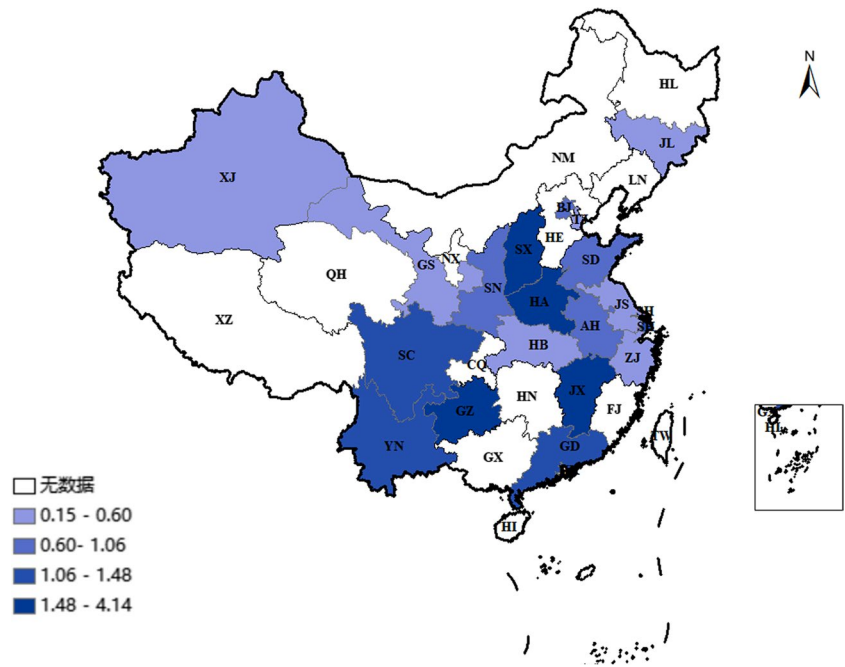 N
HL
JL
NM
LN
XJ
BJ
TJ
HE
SX
GS
NX
SD
QH
SN
HA
JS
XZ
AH
SH
HB
SC
ZJ
CQ
JX
HN
GZ
FJ
GD
YN
TW
GX
HI
无数据
0.15 - 0.60
0.60- 1.06
1.06 - 1.48
1.48 - 4.14